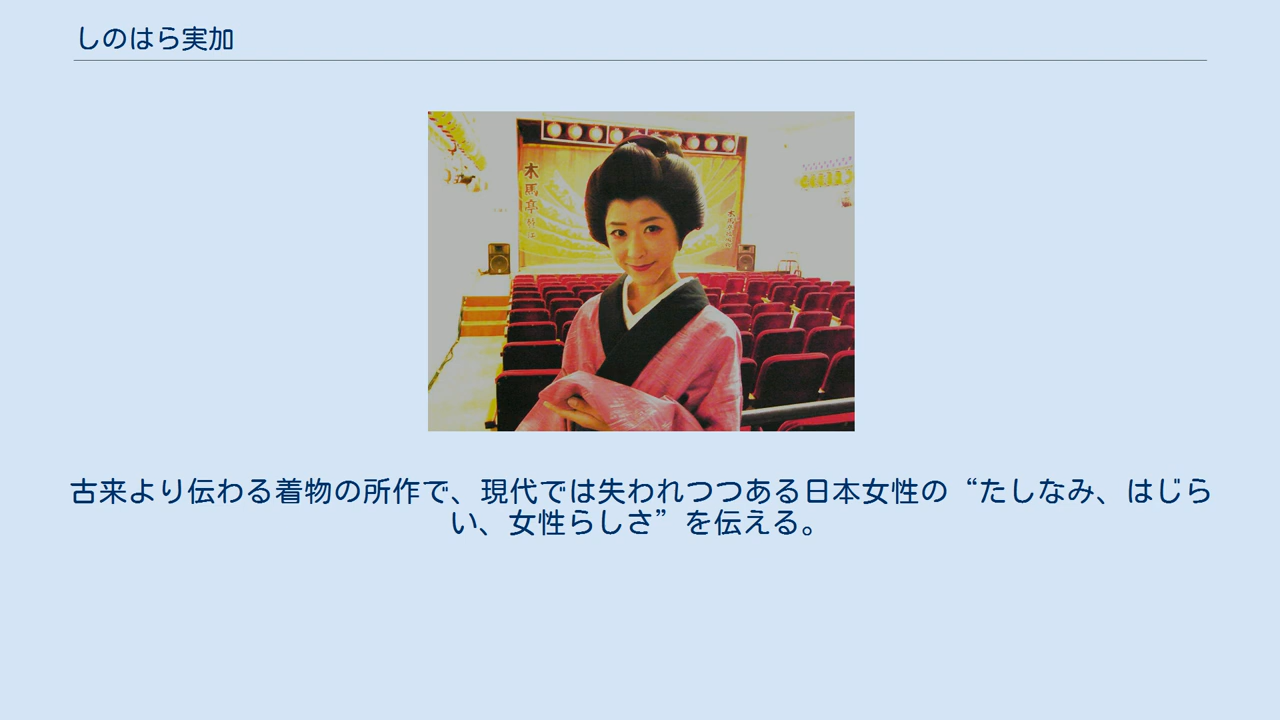 しのはら実加
木馬亭
古来より伝わる着物の所作で、現代では失われつつある日本女性の“たしなみ、はじら
い、女性らしさ”を伝える。